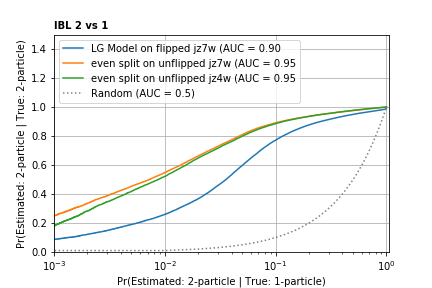 IBL 2 vs 1
Pr(Estimated: 2-particle | True: 2-particle)
1.4
1.2
1.0
0.8
0.6
0.4
0.2
0.0
LG Model on flipped jz7w (AUC = 0.90
even split on unflipped jz7w (AUC = 0.95
even split on unflipped jz4w (AUC = 0.95
Random (AUC = 0.5)
10⁻³ 10⁻² 10⁻¹ 10⁰
Pr(Estimated: 2-particle | True: 1-particle)